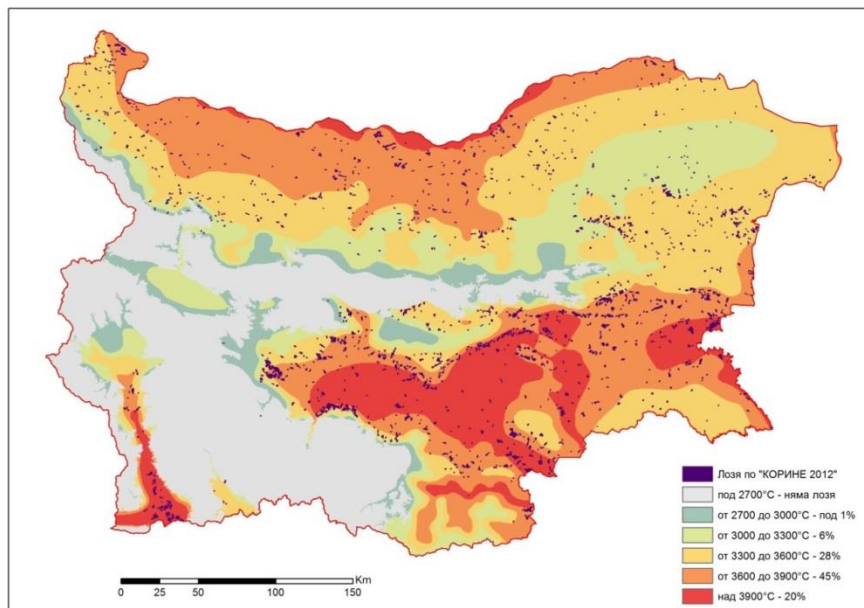 Лозя по "КОРИНЕ 2012"
под 2700°C - няма лозя
от 2700 до 3000°C - под 1%
от 3000 до 3300°C - 6%
от 3300 до 3600°C - 28%
от 3600 до 3900°C - 45%
над 3900°C - 20%
Km
0 25 50 100 150